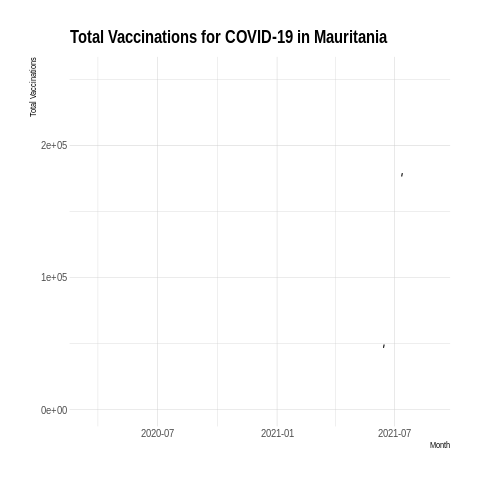 Total Vaccinations for COVID-19 in Mauritania
Total Vaccinations
2e+05
1e+05
0e+00
2020-07 2021-01 2021-07
Month